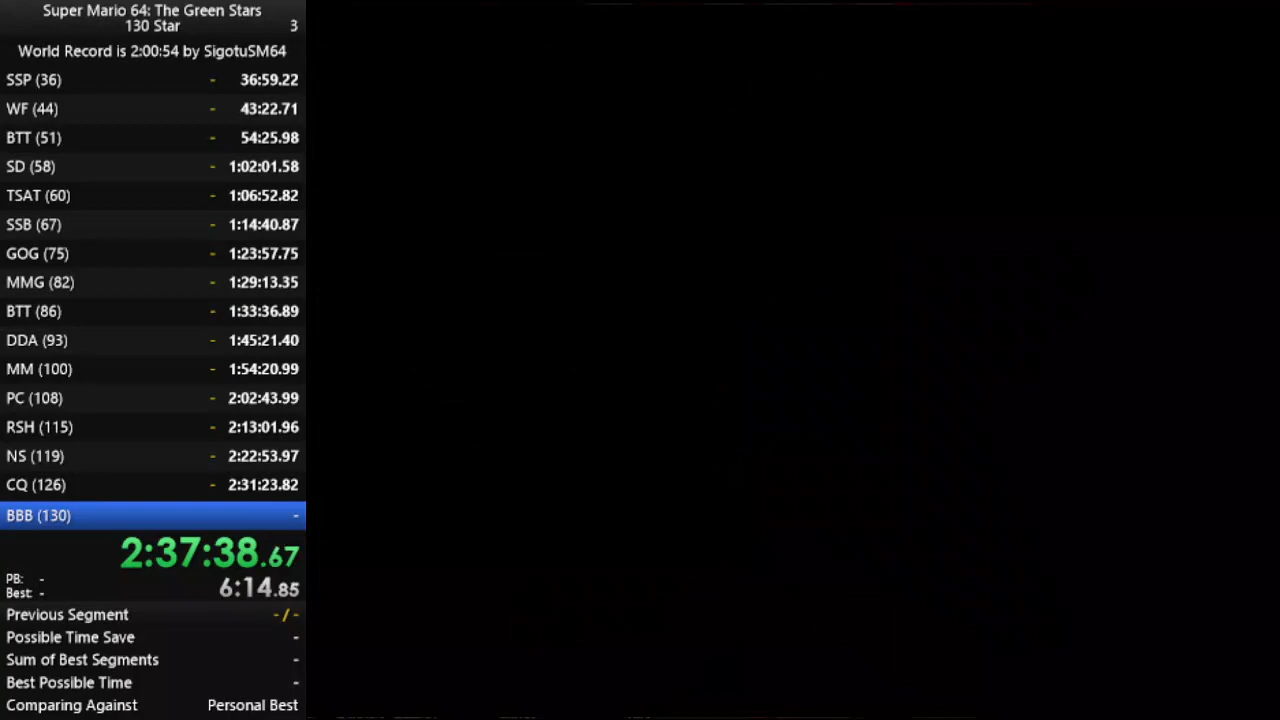 Super Mario 64: The Green Stars
130 Star 3
World Record is 2:00:54 by SigotuSM64
SSP (36) - 36:59.22
WF (44) - 43:22.71
BTT (51) - 54:25.98
SD (58) - 1:02:01.58
TSAT (60) - 1:06:52.82
SSB (67) - 1:14:40.87
GOG (75) - 1:23:57.75
MMG (82) - 1:29:13.35
BTT (86) - 1:33:36.89
DDA (93) - 1:45:21.40
MM (100) - 1:54:20.99
PC (108) - 2:02:43.99
RSH (115) - 2:13:01.96
NS (119) - 2:22:53.97
CQ (126) - 2:31:23.82
BBB (130) -
2:37:38.67
PB: -
Best: - 6:14.85
Previous Segment - / -
Possible Time Save -
Sum of Best Segments -
Best Possible Time -
Comparing Against Personal Best